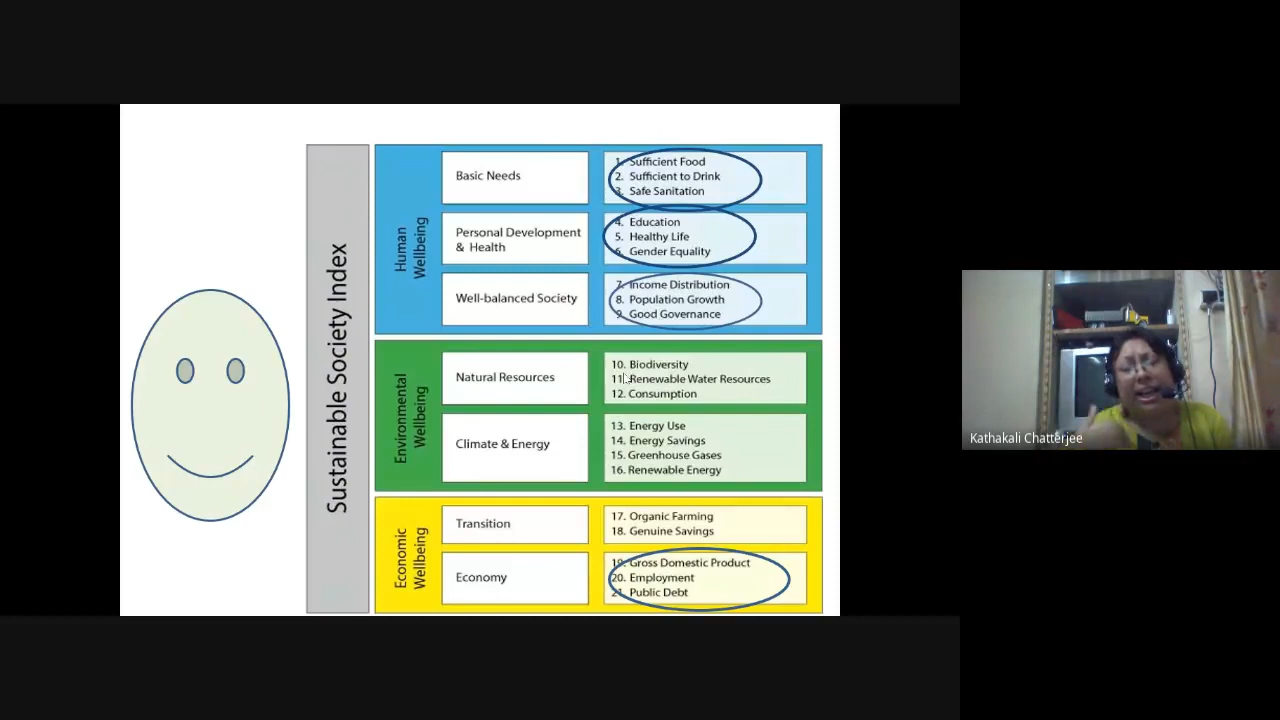 Sustainable Society Index
Human
Wellbeing
Basic Needs
1. Sufficient Food
2. Sufficient to Drink
3. Safe Sanitation
Personal Development
& Health
4. Education
5. Healthy Life
6. Gender Equality
Well-balanced Society
7. Income Distribution
8. Population Growth
9. Good Governance
Environmental
Wellbeing
Natural Resources
10. Biodiversity
11. Renewable Water Resources
12. Consumption
Climate & Energy
13. Energy Use
14. Energy Savings
15. Greenhouse Gases
16. Renewable Energy
Economic
Wellbeing
Transition
17. Organic Farming
18. Genuine Savings
Economy
19. Gross Domestic Product
20. Employment
21. Public Debt
Kathakali Chatterjee